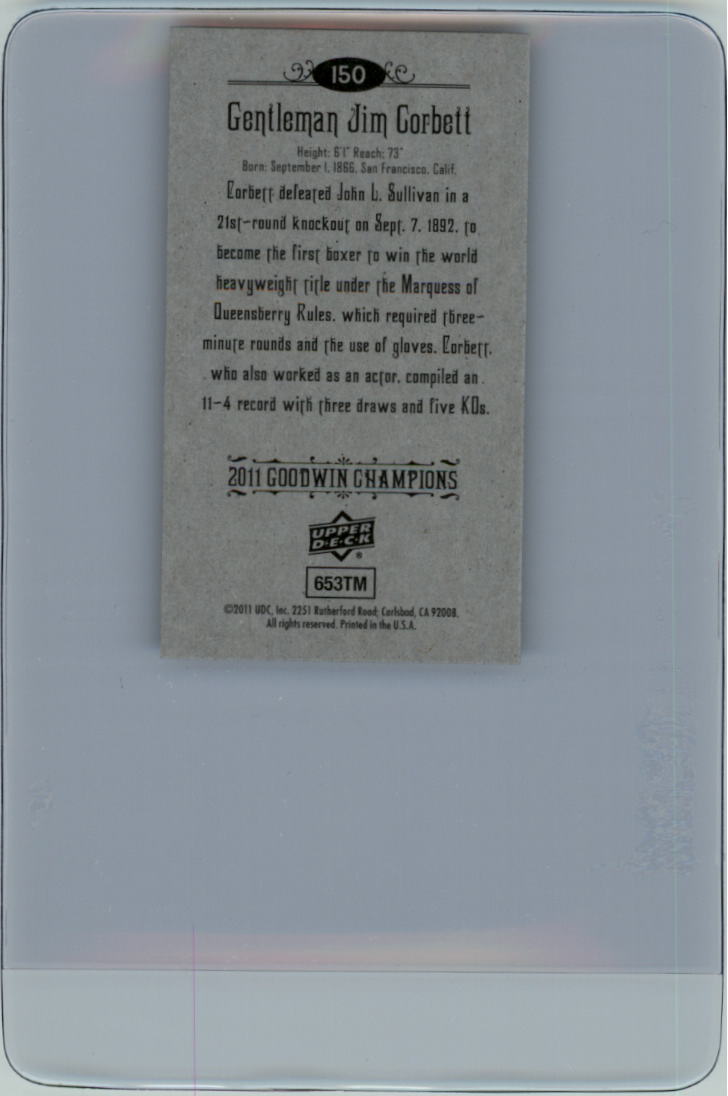 150
Gentleman Jim Corbett
Height: 6'1" Reach: 73"
Born: September 1, 1866, San Francisco, Calif.
Corbett defeated John L. Sullivan in a
21st-round knockout on Sept. 7, 1892, to
become the first boxer to win the world
heavyweight title under the Marquess of
Queensberry Rules, which required three-
minute rounds and the use of gloves. Corbett,
who also worked as an actor, compiled an
11-4 record with three draws and five KOs.
2011 GOODWIN CHAMPIONS
UPPER
D·E·C·K
®
653TM
©2011 UDC, Inc. 2251 Rutherford Road; Carlsbad, CA 92008.
All rights reserved. Printed in the U.S.A.